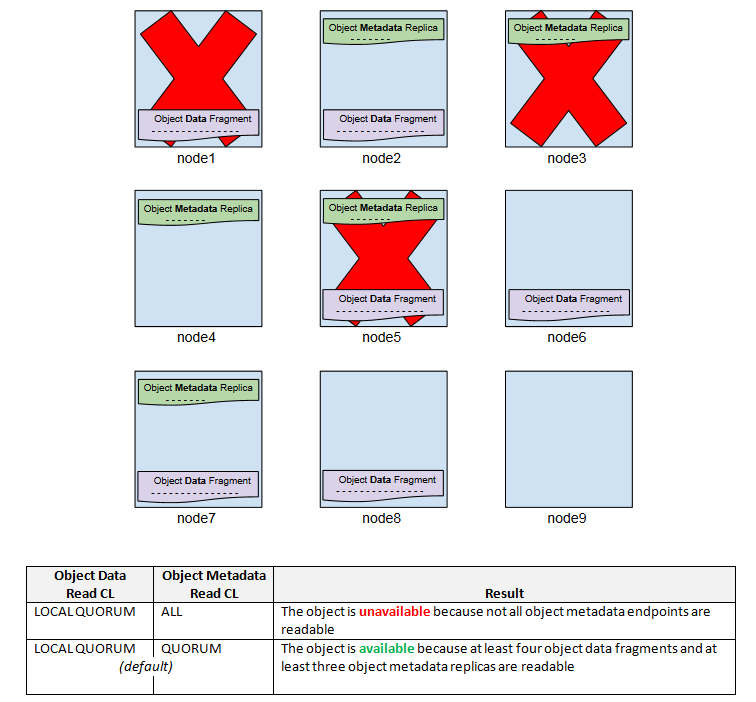 Object Metadata Replica
Object Metadata Replica
Object Data Fragment
Object Data Fragment
node1
node2
node3
Object Metadata Replica
Object Metadata Replica
Object Data Fragment
Object Data Fragment
node4
node5
node6
Object Metadata Replica
Object Data Fragment
Object Data Fragment
node7
node8
node9
Object Data
Read CL
Object Metadata
Read CL
Result
LOCAL QUORUM
ALL
The object is unavailable because not all object metadata endpoints are
readable
LOCAL QUORUM
QUORUM
(default)
The object is available because at least four object data fragments and at
least three object metadata replicas are readable